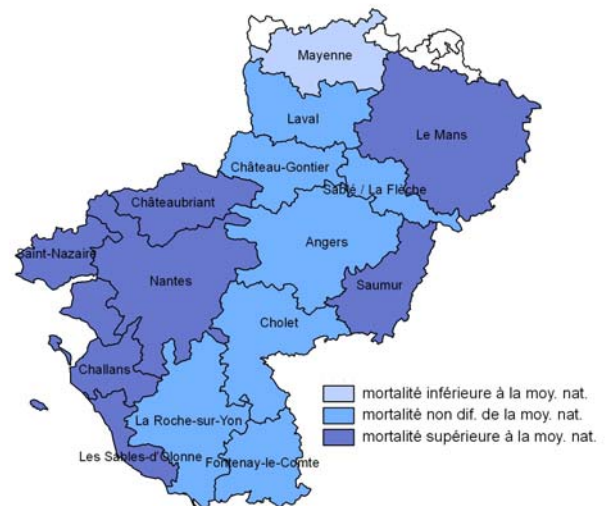 Mayenne
Laval
Le Mans
Château-Gontier
Sablé / La Flèche
Châteaubriant
Angers
Saint-Nazaire
Nantes
Saumur
Cholet
Challans
mortalité inférieure à la moy. nat.
mortalité non dif. de la moy. nat.
La Roche-sur-Yon
mortalité supérieure à la moy. nat.
Les Sables-d'Olonne
Fontenay-le-Comte